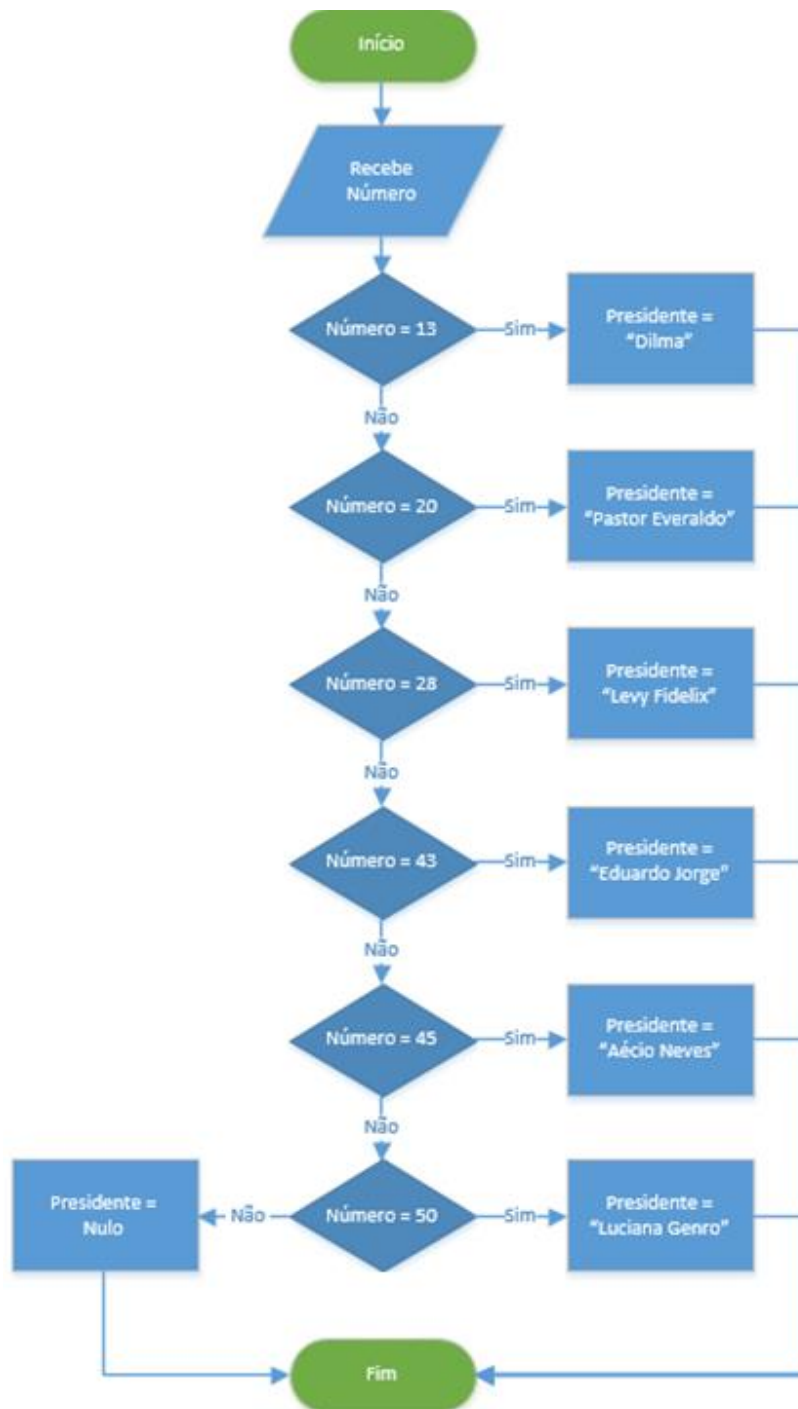 Início
Recebe
Número
Número = 13
Sim
Presidente =
“Dilma”
Não
Número = 20
Sim
Presidente =
“Pastor Everaldo”
Não
Número = 28
Sim
Presidente =
“Levy Fidelix”
Não
Número = 43
Sim
Presidente =
“Eduardo Jorge”
Não
Número = 45
Sim
Presidente =
“Aécio Neves”
Não
Presidente =
Nulo
Não
Número = 50
Sim
Presidente =
“Luciana Genro”
Fim